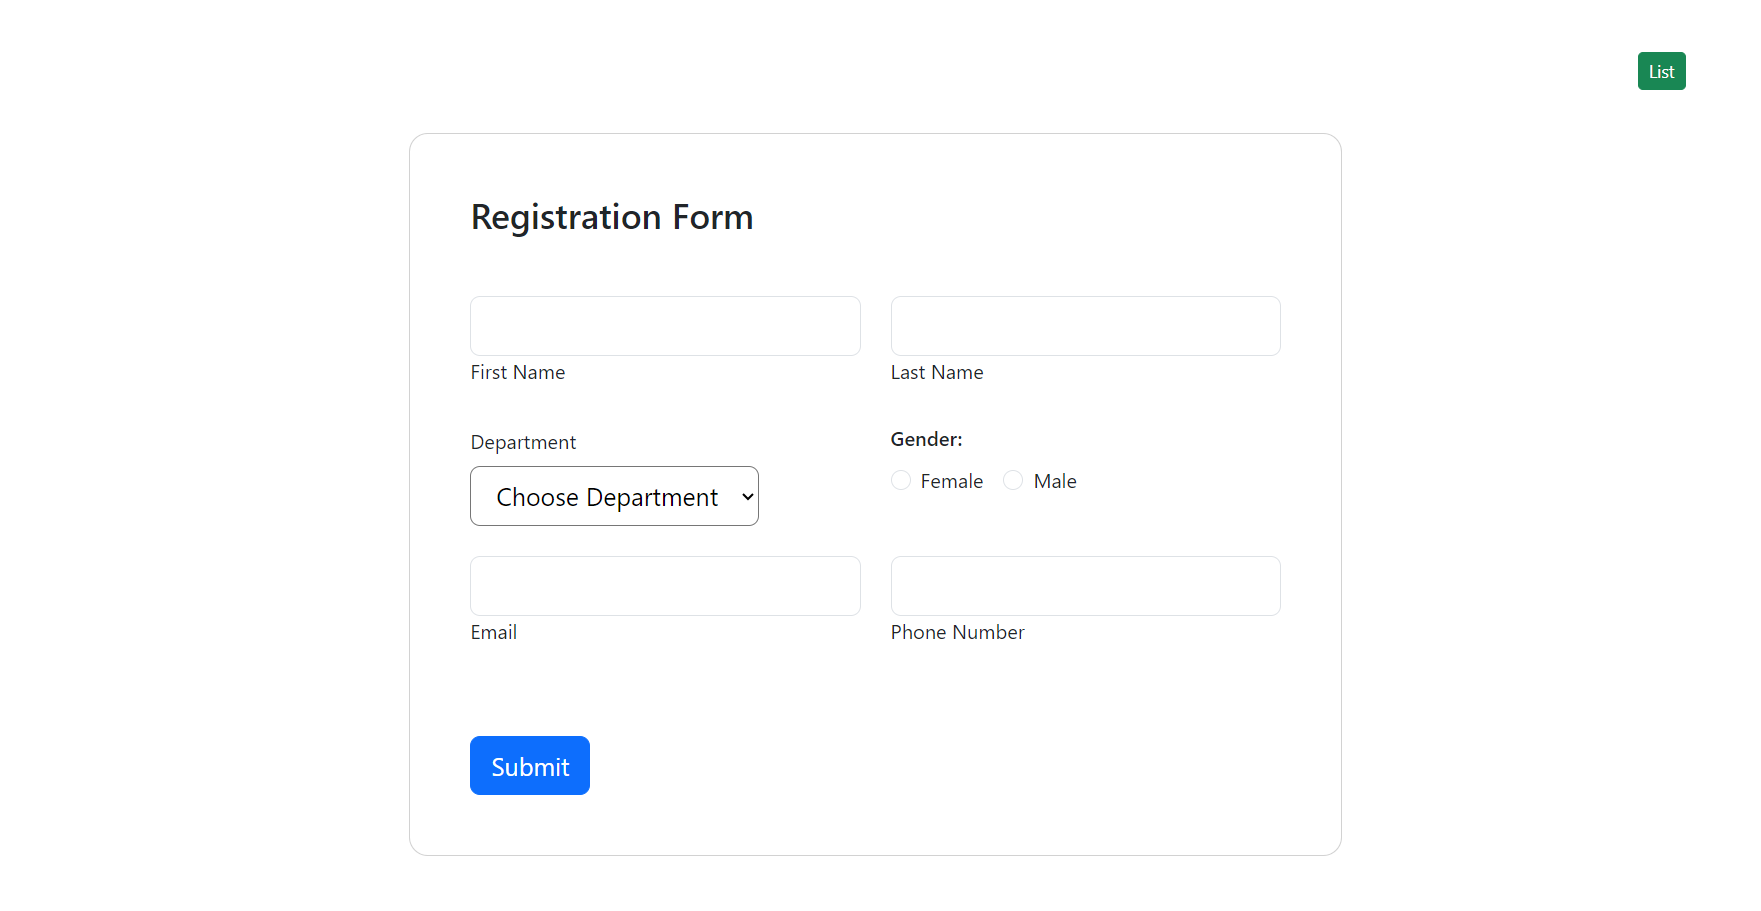 List
Registration Form
First Name
Last Name
Department
Gender:
Choose Department
Female
Male
Email
Phone Number
Submit